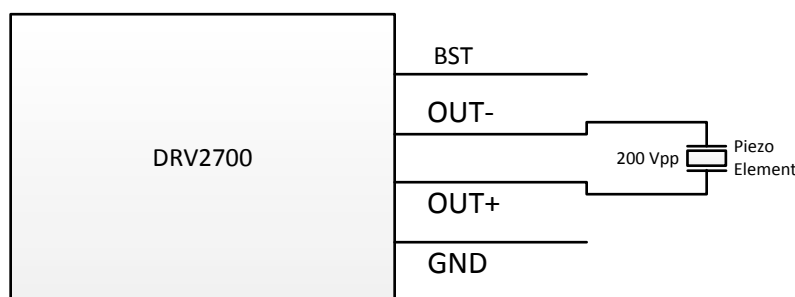 BST
OUT-
DRV2700
200 Vpp
Piezo
Element
OUT+
GND